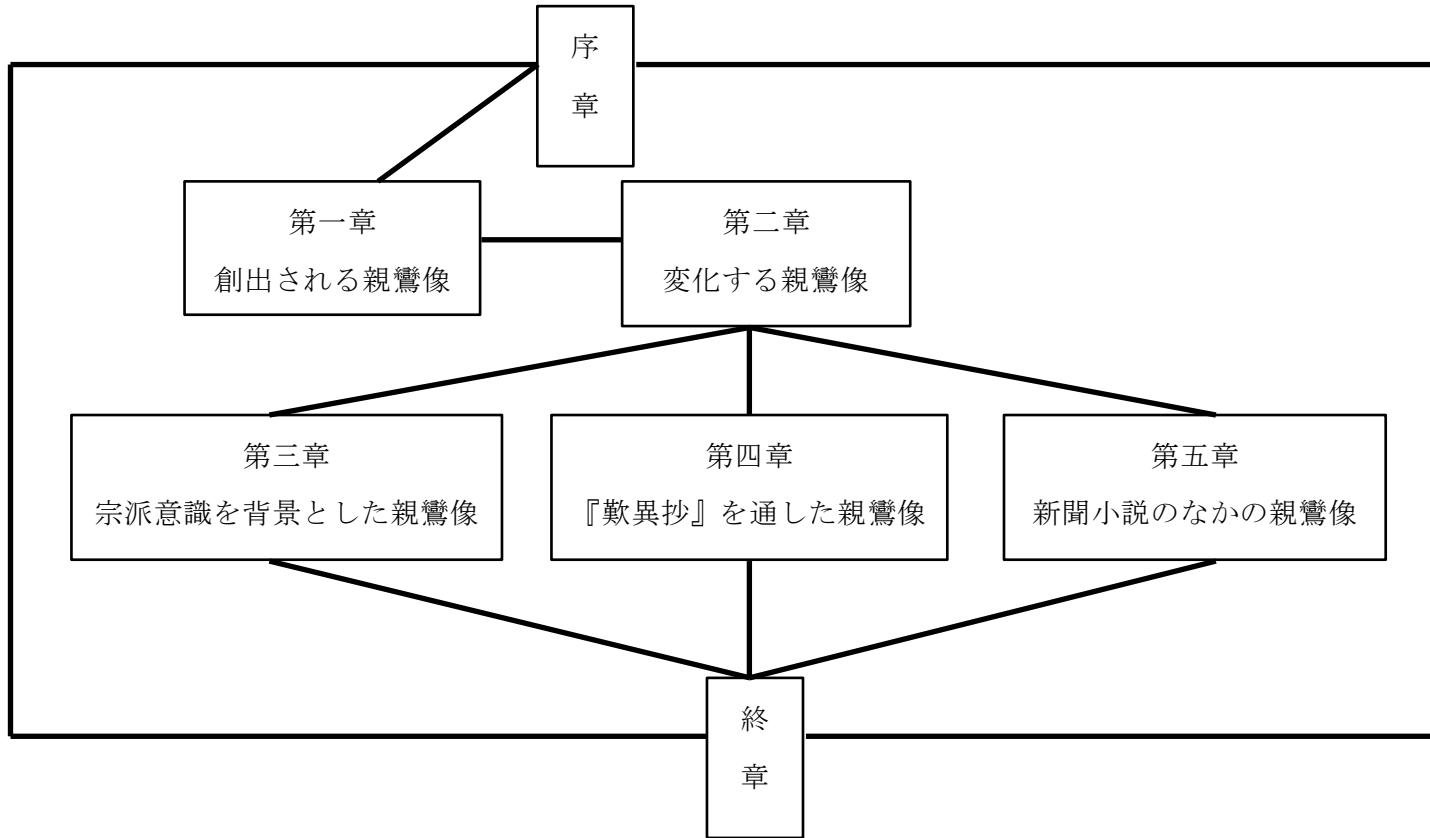 序
章
第一章
創出される親鸞像
第二章
変化する親鸞像
第三章
宗派意識を背景とした親鸞像
第四章
『歎異抄』を通した親鸞像
第五章
新聞小説のなかの親鸞像
終
章